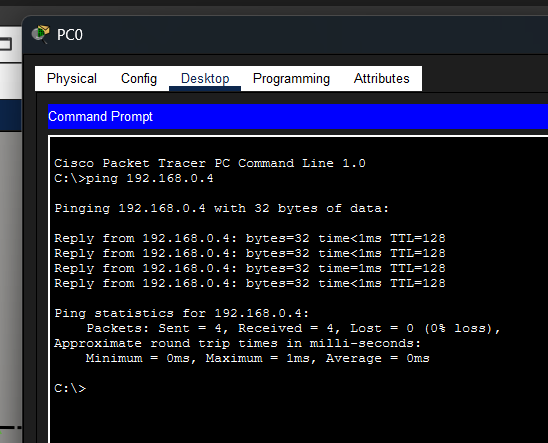 PC0
Physical Config Desktop Programming Attributes
Command Prompt
Cisco Packet Tracer PC Command Line 1.0
C:\>ping 192.168.0.4
Pinging 192.168.0.4 with 32 bytes of data:
Reply from 192.168.0.4: bytes=32 time<1ms TTL=128
Reply from 192.168.0.4: bytes=32 time<1ms TTL=128
Reply from 192.168.0.4: bytes=32 time=1ms TTL=128
Reply from 192.168.0.4: bytes=32 time<1ms TTL=128
Ping statistics for 192.168.0.4:
Packets: Sent = 4, Received = 4, Lost = 0 (0% loss),
Approximate round trip times in milli-seconds:
Minimum = 0ms, Maximum = 1ms, Average = 0ms
C:\>